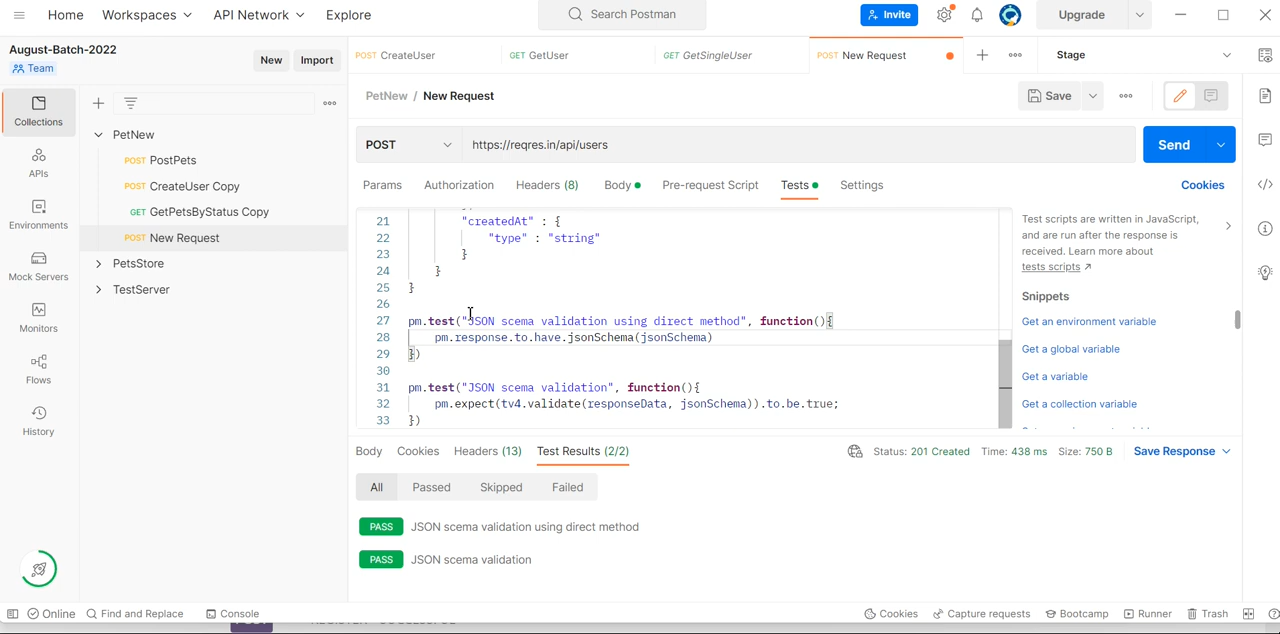 Home Workspaces API Network Explore Search Postman Invite Upgrade
August-Batch-2022
Team
New Import
POST CreateUser GET GetUser GET GetSingleUser POST New Request Stage
Collections
APIs
Environments
Mock Servers
Monitors
Flows
History
PetNew
POST PostPets
POST CreateUser Copy
GET GetPetsByStatus Copy
POST New Request
PetsStore
TestServer
PetNew / New Request Save
POST https://reqres.in/api/users Send
Params Authorization Headers (8) Body Pre-request Script Tests Settings Cookies
21 "createdAt" : {
22 "type" : "string"
23 }
24 }
25 }
26
27 pm.test("JSON scema validation using direct method", function(){
28 pm.response.to.have.jsonSchema(jsonSchema)
29 })
30
31 pm.test("JSON scema validation", function(){
32 pm.expect(tv4.validate(responseData, jsonSchema)).to.be.true;
33 })
Test scripts are written in JavaScript,
and are run after the response is
received. Learn more about
tests scripts ↗
Snippets
Get an environment variable
Get a global variable
Get a variable
Get a collection variable
Body Cookies Headers (13) Test Results (2/2) Status: 201 Created Time: 438 ms Size: 750 B Save Response
All Passed Skipped Failed
PASS JSON scema validation using direct method
PASS JSON scema validation
Online Find and Replace Console Cookies Capture requests Bootcamp Runner Trash